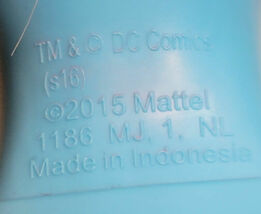 TM & © DC Comics
(s16)
©2015 Mattel
1186 MJ, 1, NL
Made in Indonesia